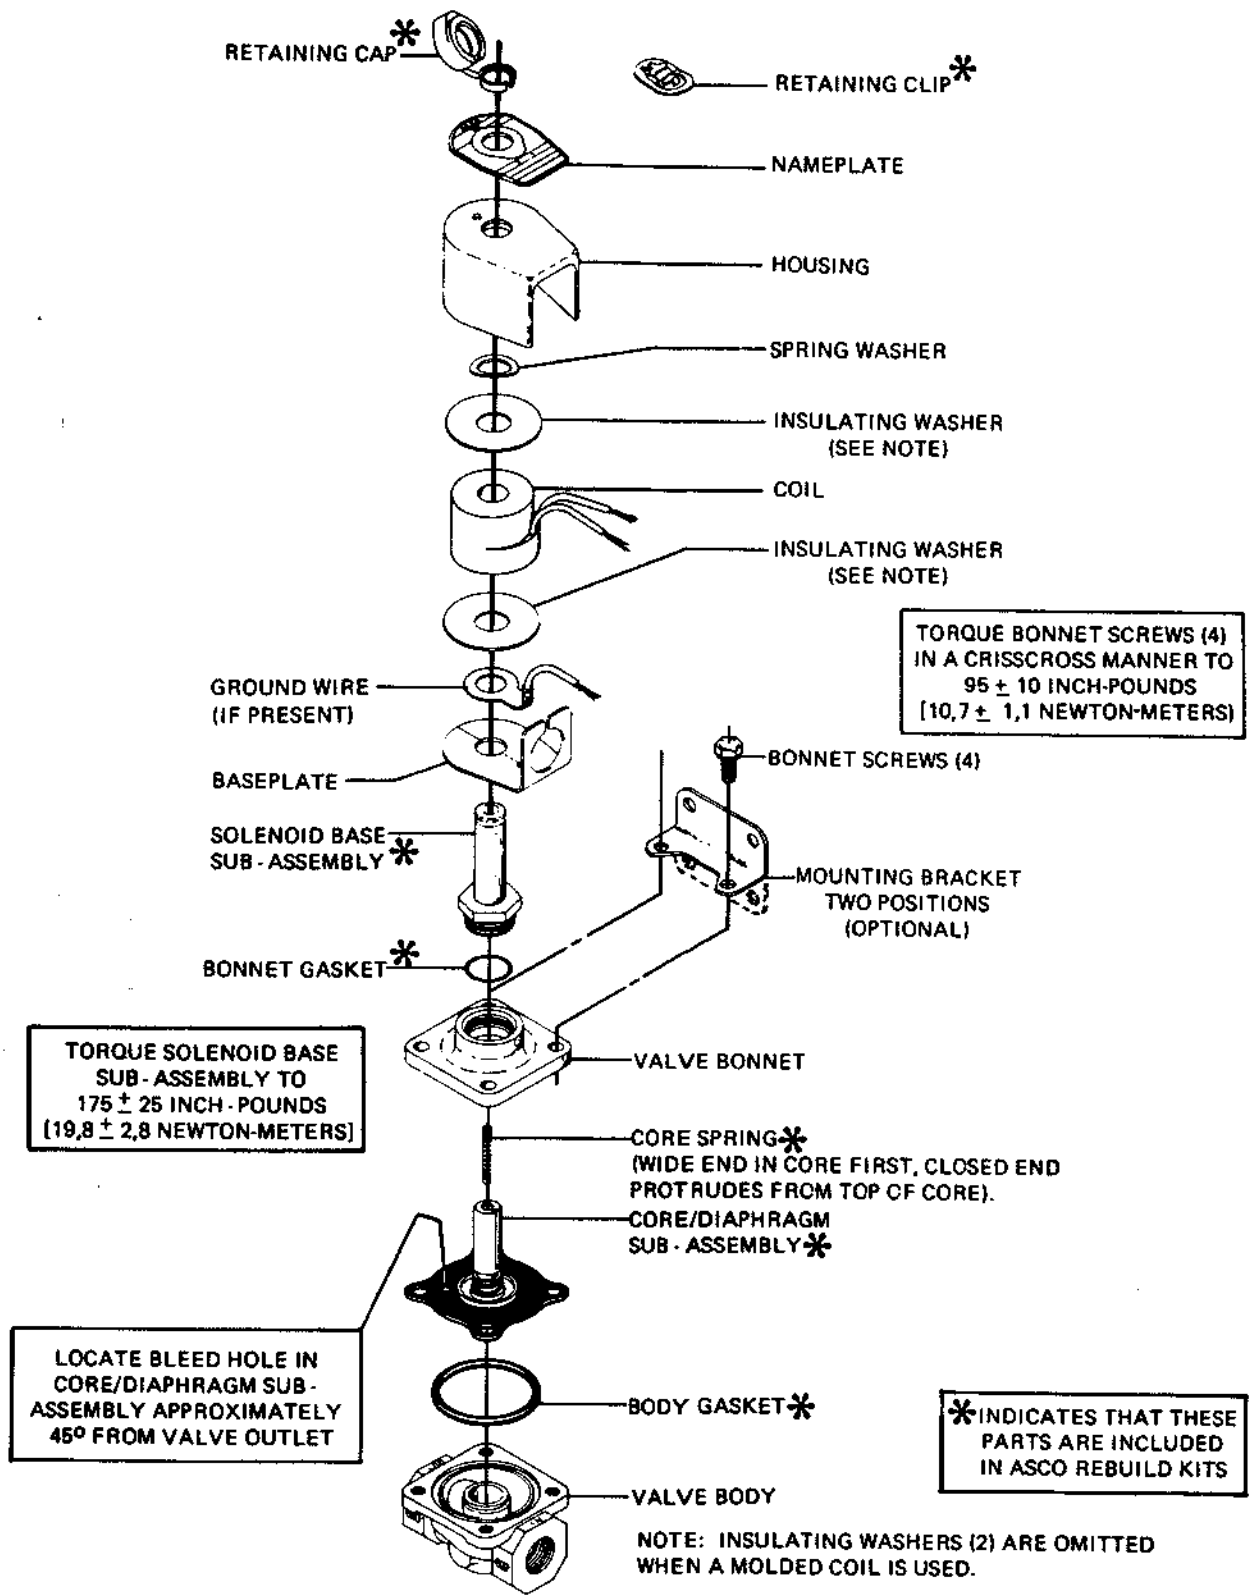 RETAINING CAP*
RETAINING CLIP*
NAMEPLATE
HOUSING
SPRING WASHER
INSULATING WASHER
(SEE NOTE)
COIL
INSULATING WASHER
(SEE NOTE)
TORQUE BONNET SCREWS (4)
IN A CRISSCROSS MANNER TO
95 ± 10 INCH-POUNDS
[10,7 ± 1,1 NEWTON-METERS]
GROUND WIRE
(IF PRESENT)
BONNET SCREWS (4)
BASEPLATE
SOLENOID BASE
SUB-ASSEMBLY*
MOUNTING BRACKET
TWO POSITIONS
(OPTIONAL)
BONNET GASKET*
TORQUE SOLENOID BASE
SUB-ASSEMBLY TO
175 ± 25 INCH-POUNDS
[19,8 ± 2,8 NEWTON-METERS]
VALVE BONNET
CORE SPRING*
(WIDE END IN CORE FIRST, CLOSED END
PROTRUDES FROM TOP OF CORE).
CORE/DIAPHRAGM
SUB-ASSEMBLY*
LOCATE BLEED HOLE IN
CORE/DIAPHRAGM SUB-
ASSEMBLY APPROXIMATELY
45º FROM VALVE OUTLET
BODY GASKET*
* INDICATES THAT THESE
PARTS ARE INCLUDED
IN ASCO REBUILD KITS
VALVE BODY
NOTE: INSULATING WASHERS (2) ARE OMITTED
WHEN A MOLDED COIL IS USED.